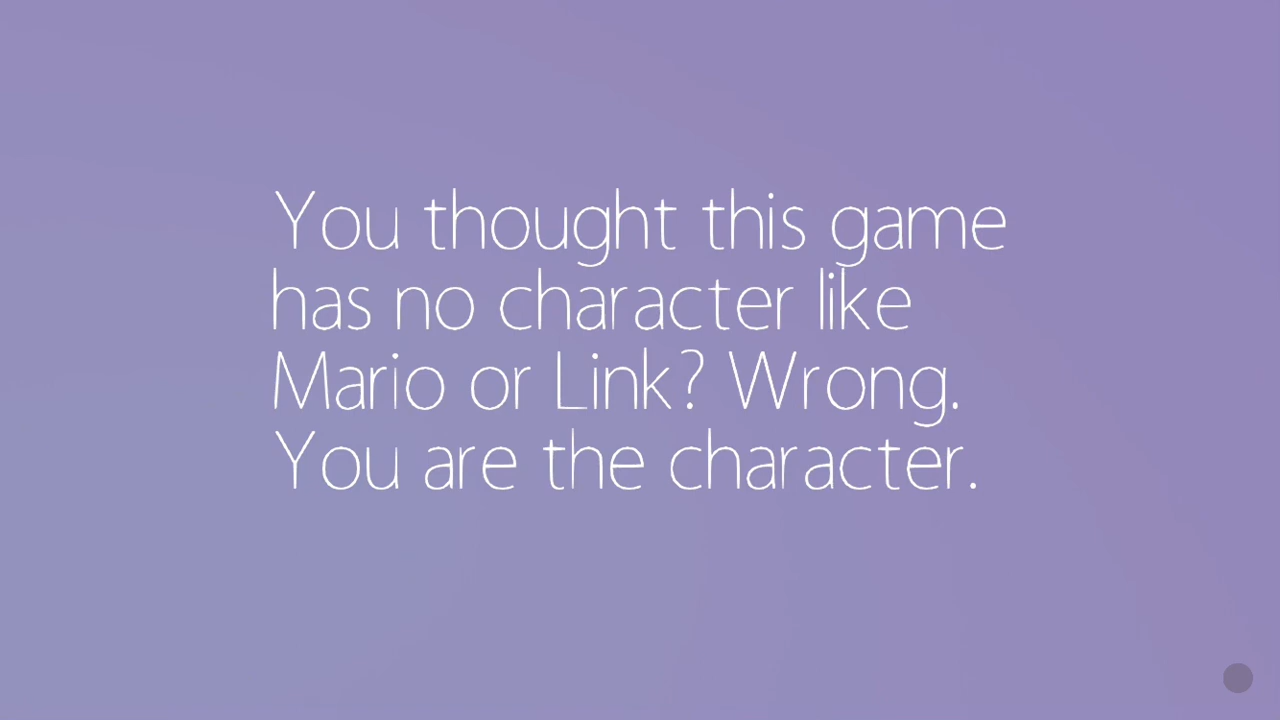 You thought this game
has no character like
Mario or Link? Wrong.
You are the character.